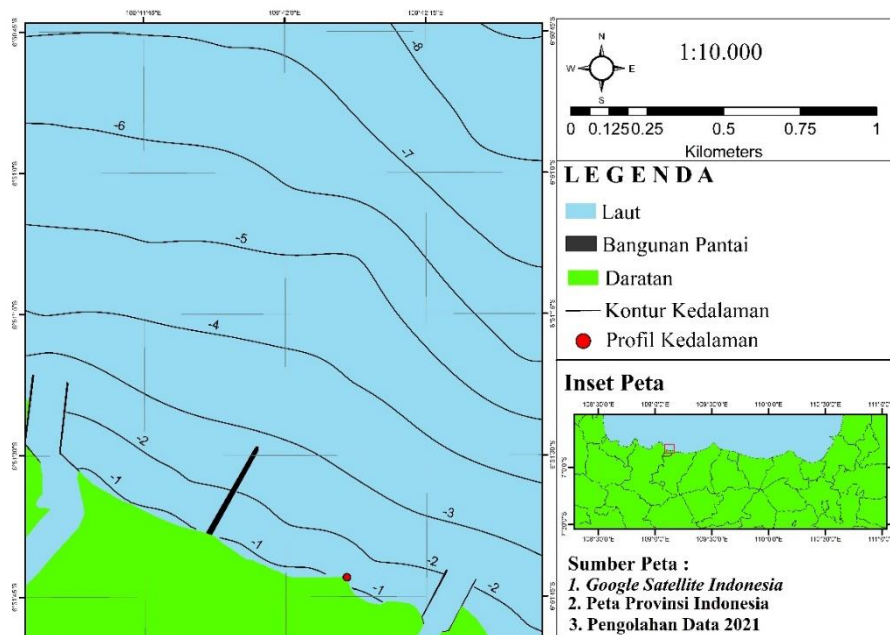 -8
-7
-6
-5
-4
-3
-2
-1
-1
-2
-1
-2
N
W E
S
1:10.000
0 0.125 0.25 0.5 0.75 1
Kilometers
LEGENDA
Laut
Bangunan Pantai
Daratan
Kontur Kedalaman
Profil Kedalaman
Inset Peta
Sumber Peta :
1. Google Satellite Indonesia
2. Peta Provinsi Indonesia
3. Pengolahan Data 2021